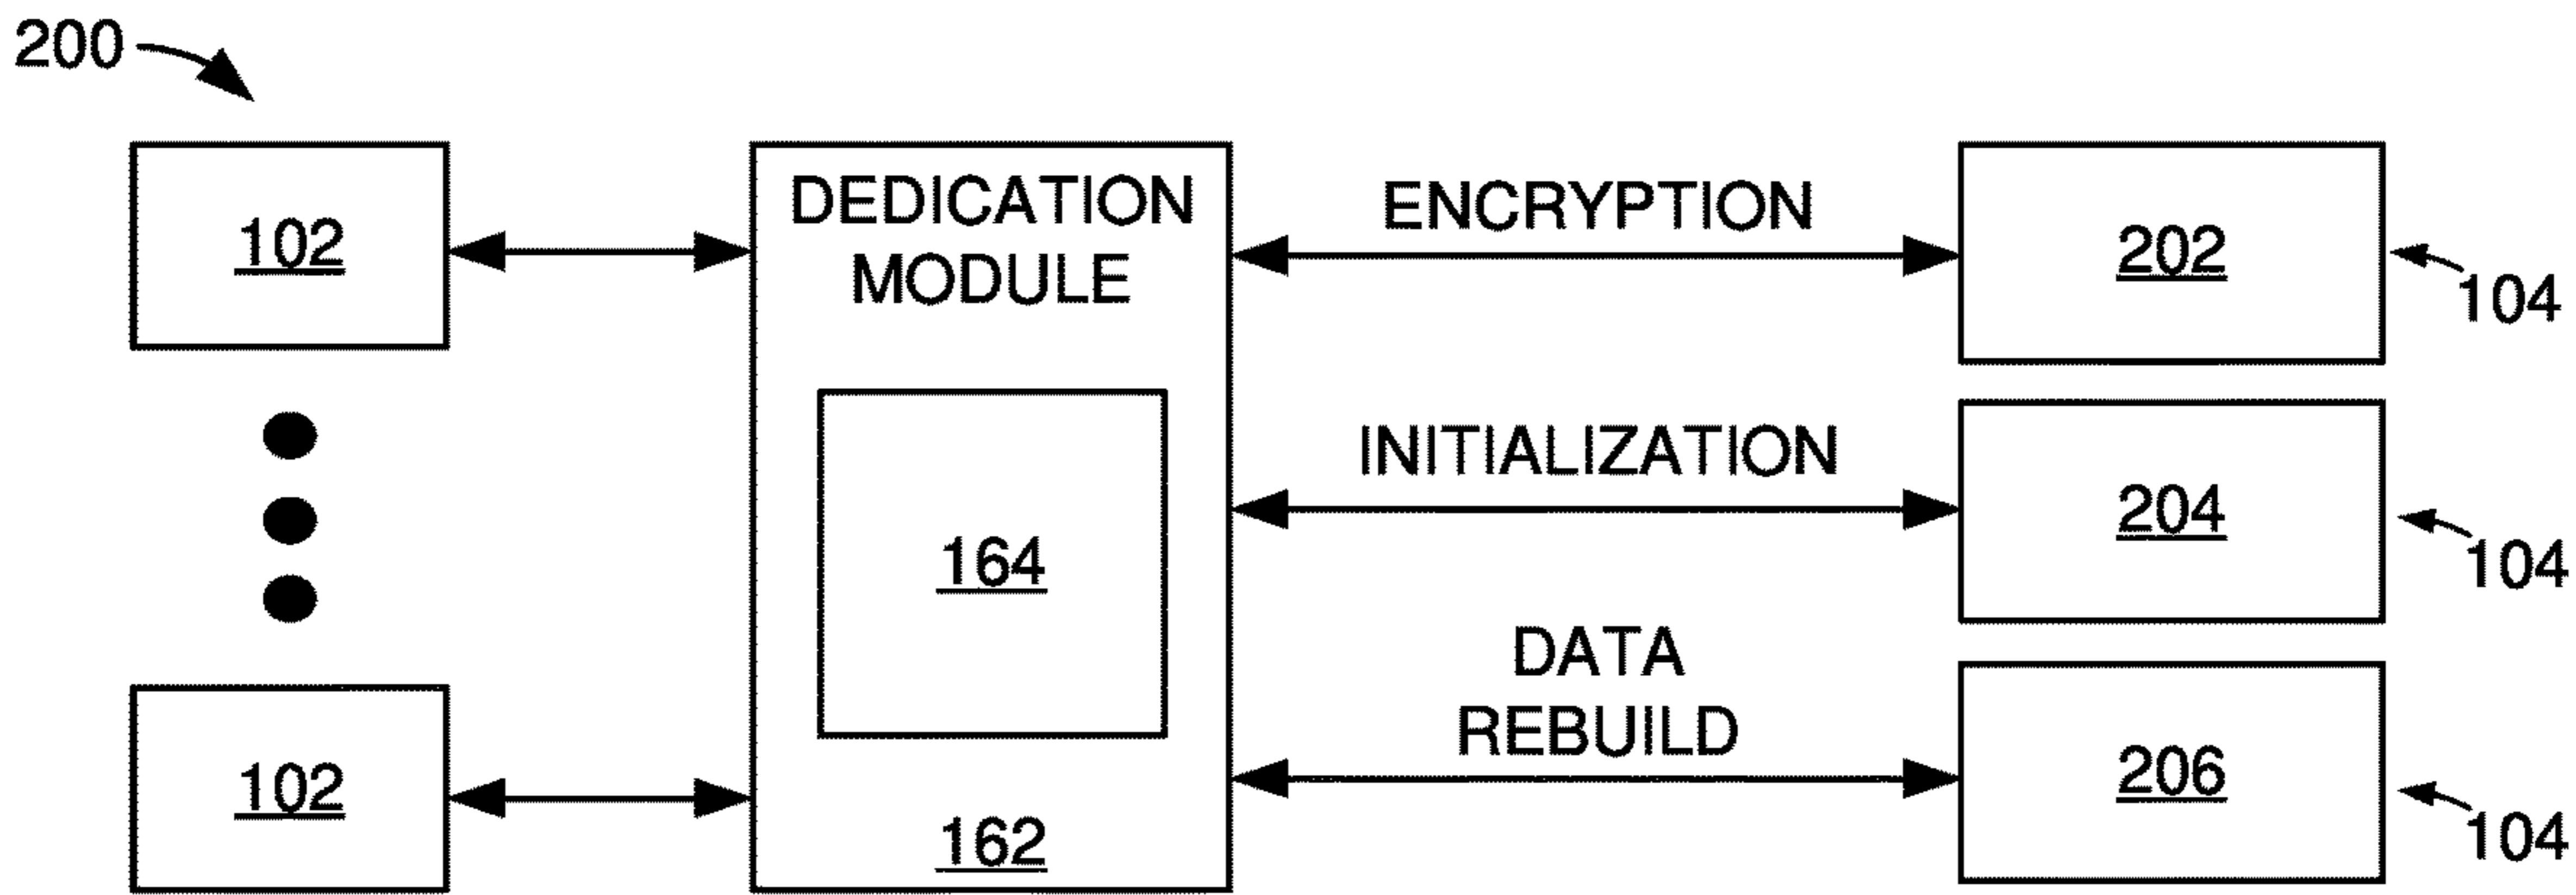 200
102
DEDICATION
MODULE
ENCRYPTION
202
104
164
INITIALIZATION
204
104
DATA
REBUILD
102
162
206
104